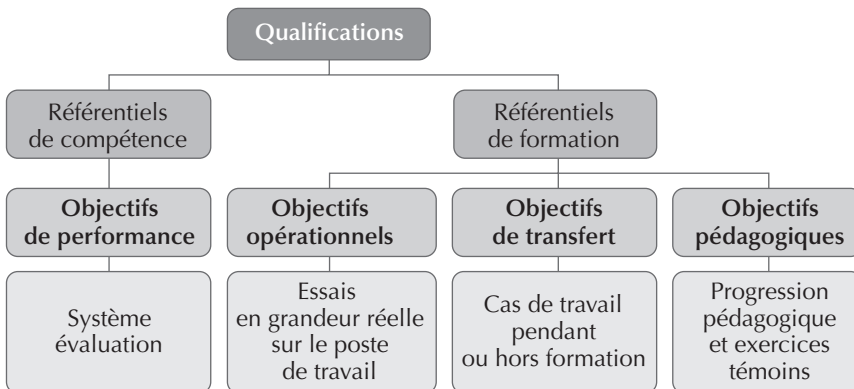 Qualifications
Référentiels
de compétence
Référentiels
de formation
Objectifs
de performance
Objectifs
opérationnels
Objectifs
de transfert
Objectifs
pédagogiques
Système
évaluation
Essais
en grandeur réelle
sur le poste
de travail
Cas de travail
pendant
ou hors formation
Progression
pédagogique
et exercices
témoins